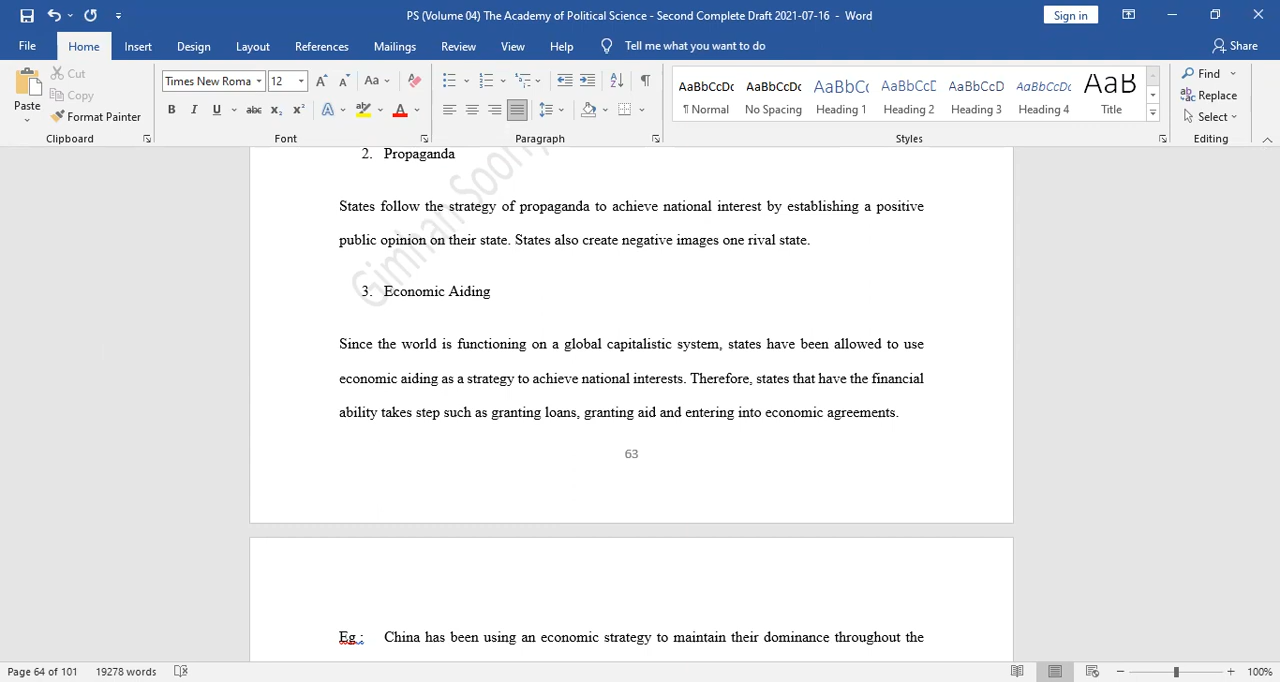 PS (Volume 04) The Academy of Political Science - Second Complete Draft 2021-07-16 - Word
Sign in
File Home Insert Design Layout References Mailings Review View Help Tell me what you want to do
Share
Paste
Cut
Copy
Format Painter
Clipboard
Times New Roma 12
Font
Paragraph
AaBbCcDc AaBbCcDc AaBbCc AaBbCcE AaBbCcD AaBbCcDc AaB
¶ Normal No Spacing Heading 1 Heading 2 Heading 3 Heading 4 Title
Styles
Find
Replace
Select
Editing
2. Propaganda
States follow the strategy of propaganda to achieve national interest by establishing a positive
public opinion on their state. States also create negative images one rival state.
3. Economic Aiding
Since the world is functioning on a global capitalistic system, states have been allowed to use
economic aiding as a strategy to achieve national interests. Therefore, states that have the financial
ability takes step such as granting loans, granting aid and entering into economic agreements.
63
Eg : China has been using an economic strategy to maintain their dominance throughout the
Gimhan
Page 64 of 101 19278 words
100%